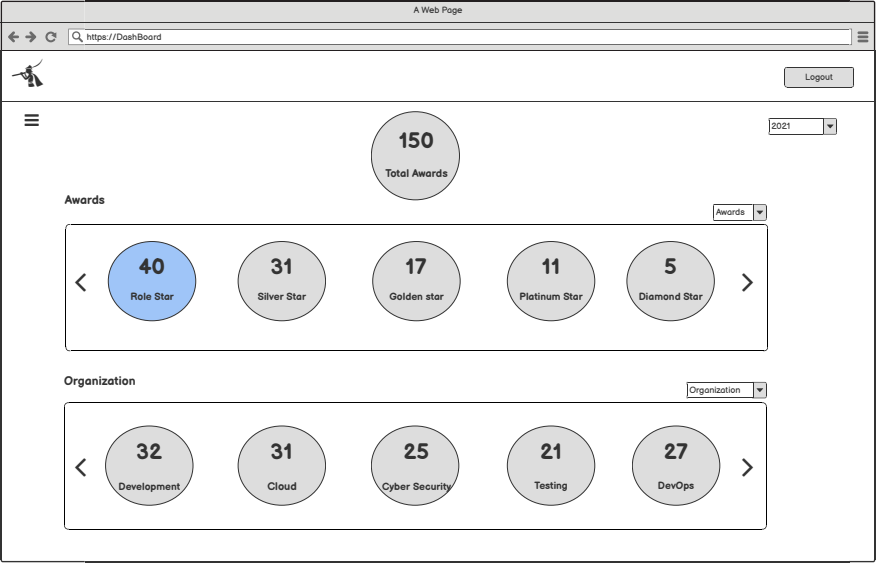 A Web Page
https://DashBoard
Logout
2021
150
Total Awards
Awards
Awards
40
Role Star
31
Silver Star
17
Golden star
11
Platinum Star
5
Diamond Star
Organization
Organization
32
Development
31
Cloud
25
Cyber Security
21
Testing
27
DevOps